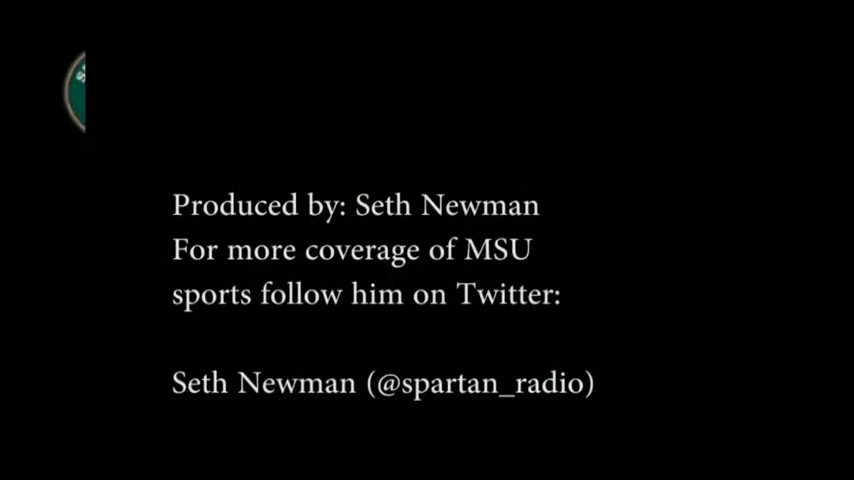 Produced by: Seth Newman
For more coverage of MSU
sports follow him on Twitter:
Seth Newman (@spartan_radio)